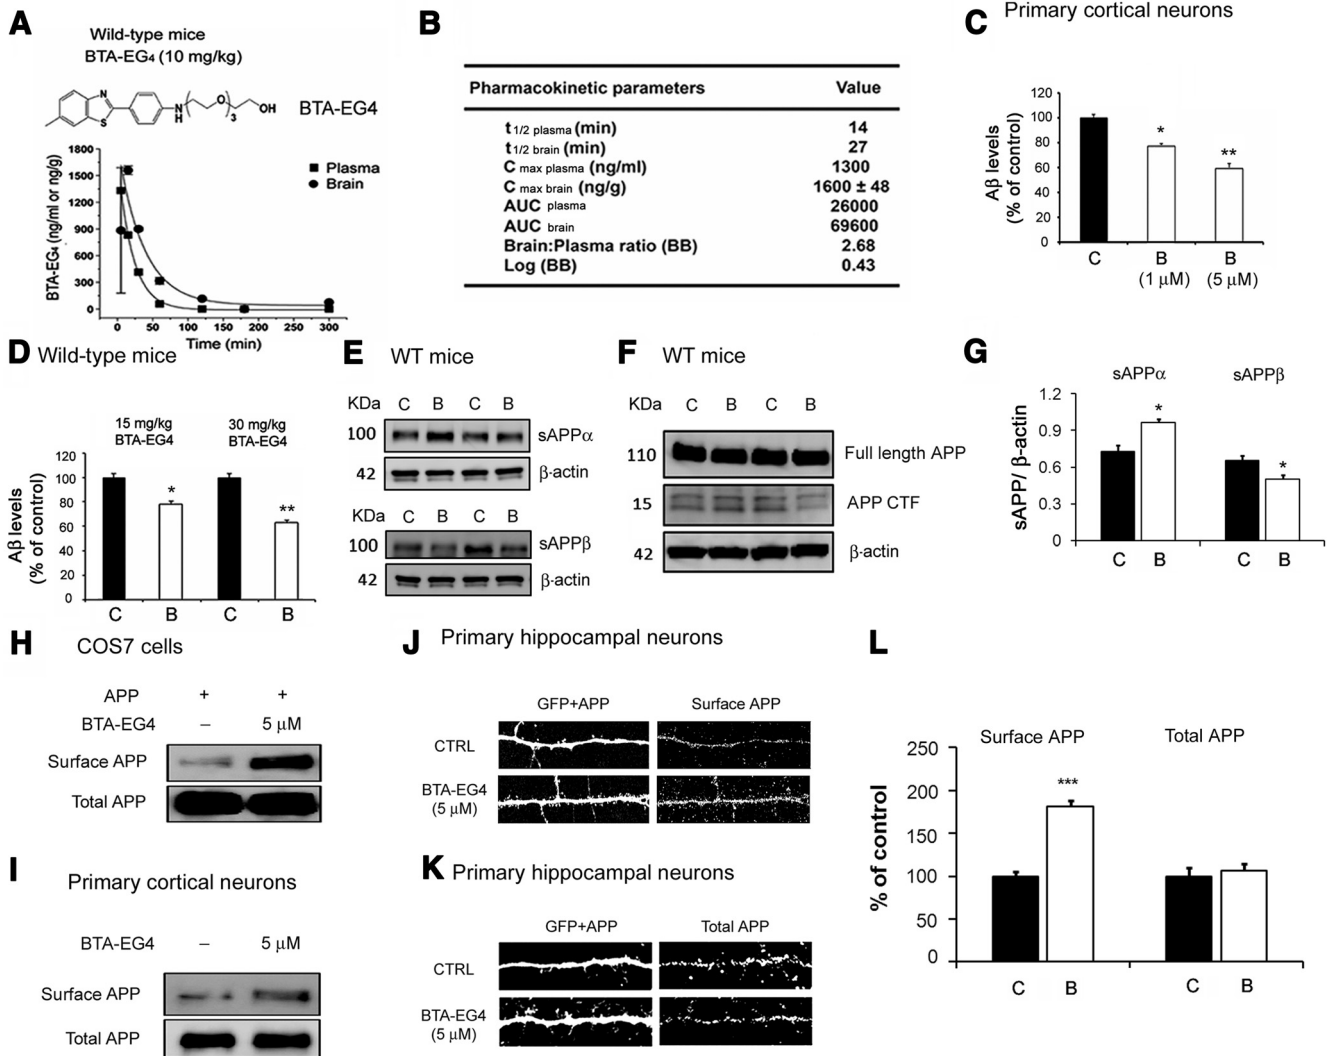 A
Wild-type mice
BTA-EG4 (10 mg/kg)
N
S
N
H
O
3
OH
BTA-EG4
1800
1500
1200
900
600
300
0
BTA-EG4 (ng/ml or ng/g)
Plasma
Brain
0 50 100 150 200 250 300
Time (min)
B
Pharmacokinetic parameters Value
t 1/2 plasma (min) 14
t 1/2 brain (min) 27
C max plasma (ng/ml) 1300
C max brain (ng/g) 1600 ± 48
AUC plasma 26000
AUC brain 69600
Brain:Plasma ratio (BB) 2.68
Log (BB) 0.43
C
Primary cortical neurons
Aβ levels
(% of control)
120
100
80
60
40
20
0
*
**
C B B
(1 μM) (5 μM)
D Wild-type mice
15 mg/kg 30 mg/kg
BTA-EG4 BTA-EG4
Aβ levels
(% of control)
120
100
80
60
40
20
0
*
**
C B C B
E WT mice
KDa C B C B
100 sAPPα
42 β-actin
KDa C B C B
100 sAPPβ
42 β-actin
F WT mice
KDa C B C B
110 Full length APP
15 APP CTF
42 β-actin
G
sAPPα sAPPβ
sAPP/ β-actin
1.2
0.9
0.6
0.3
0
*
*
C B C B
H COS7 cells
APP + +
BTA-EG4 – 5 μM
Surface APP
Total APP
I
Primary cortical neurons
BTA-EG4 – 5 μM
Surface APP
Total APP
J Primary hippocampal neurons
GFP+APP Surface APP
CTRL
BTA-EG4
(5 μM)
K Primary hippocampal neurons
GFP+APP Total APP
CTRL
BTA-EG4
(5 μM)
L
Surface APP Total APP
% of control
250
200
150
100
50
0
***
C B C B